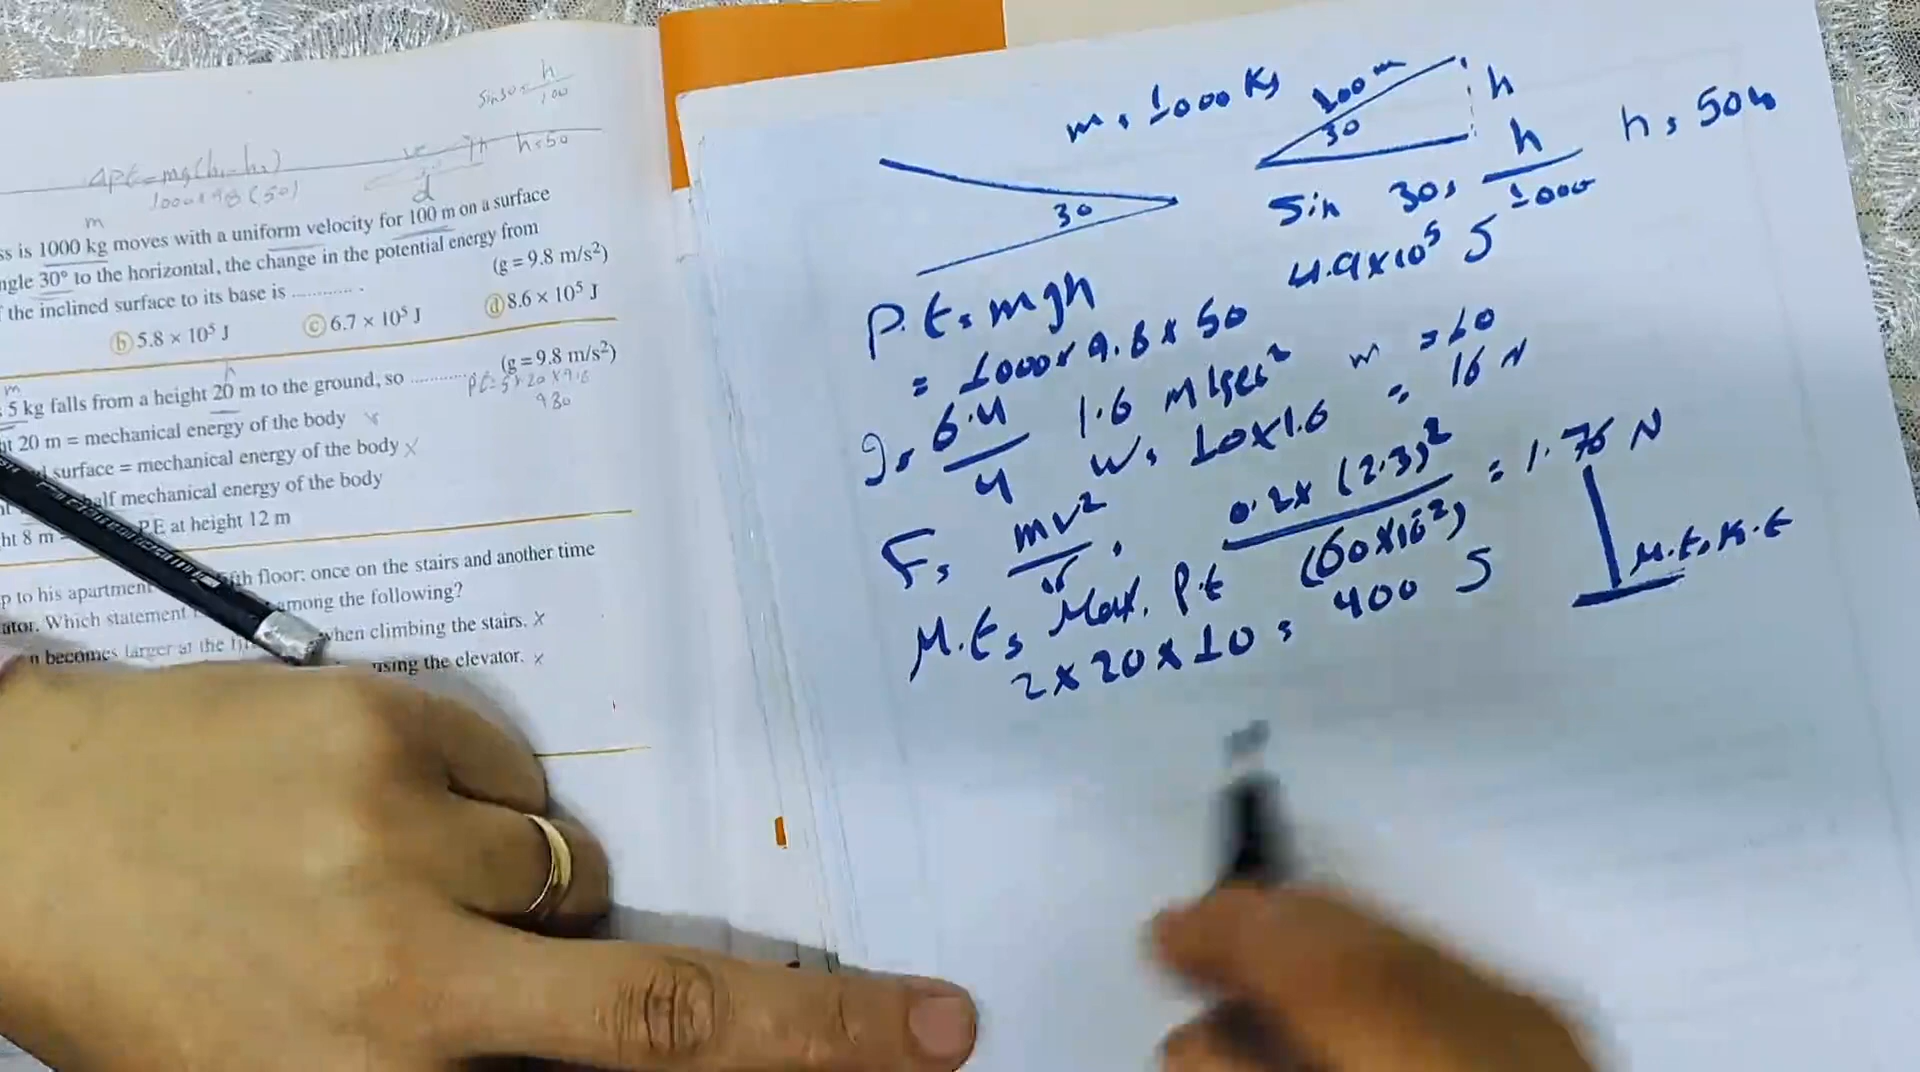 sin30 = h/100
ΔPE = mg(h₁ - h₂)
h = 50
1000 × 98 (50)
d
m
ss is 1000 kg moves with a uniform velocity for 100 m on a surface
ngle 30° to the horizontal, the change in the potential energy from
f the inclined surface to its base is ............ . (g = 9.8 m/s²)
ⓑ 5.8 × 10⁵ J ⓒ 6.7 × 10⁵ J ⓓ 8.6 × 10⁵ J
m h (g = 9.8 m/s²)
5 kg falls from a height 20 m to the ground, so ............
PE = 5 × 20 × 9.8
980
20 m = mechanical energy of the body ×
surface = mechanical energy of the body ×
half mechanical energy of the body
ht 8 m PE at height 12 m
p to his apartment fth floor: once on the stairs and another time
ator. Which statement among the following?
becomes larger at the when climbing the stairs. ×
using the elevator. ×
m = 1000 Kg
100 m
30
h
30
Sin 30 = h/1000 h = 50m
P.E = mgh
= 1000 × 9.8 × 50 4.9×10⁵ J
g = 6.4/4 1.6 m/sec² m = 10
W = 10×1.6 = 16 N
F = mv²/r = 0.2×(2.3)²/(60×10⁻²) = 1.76 N
M.E = Max. P.E
2×20×10 = 400 J
M.E = K.E